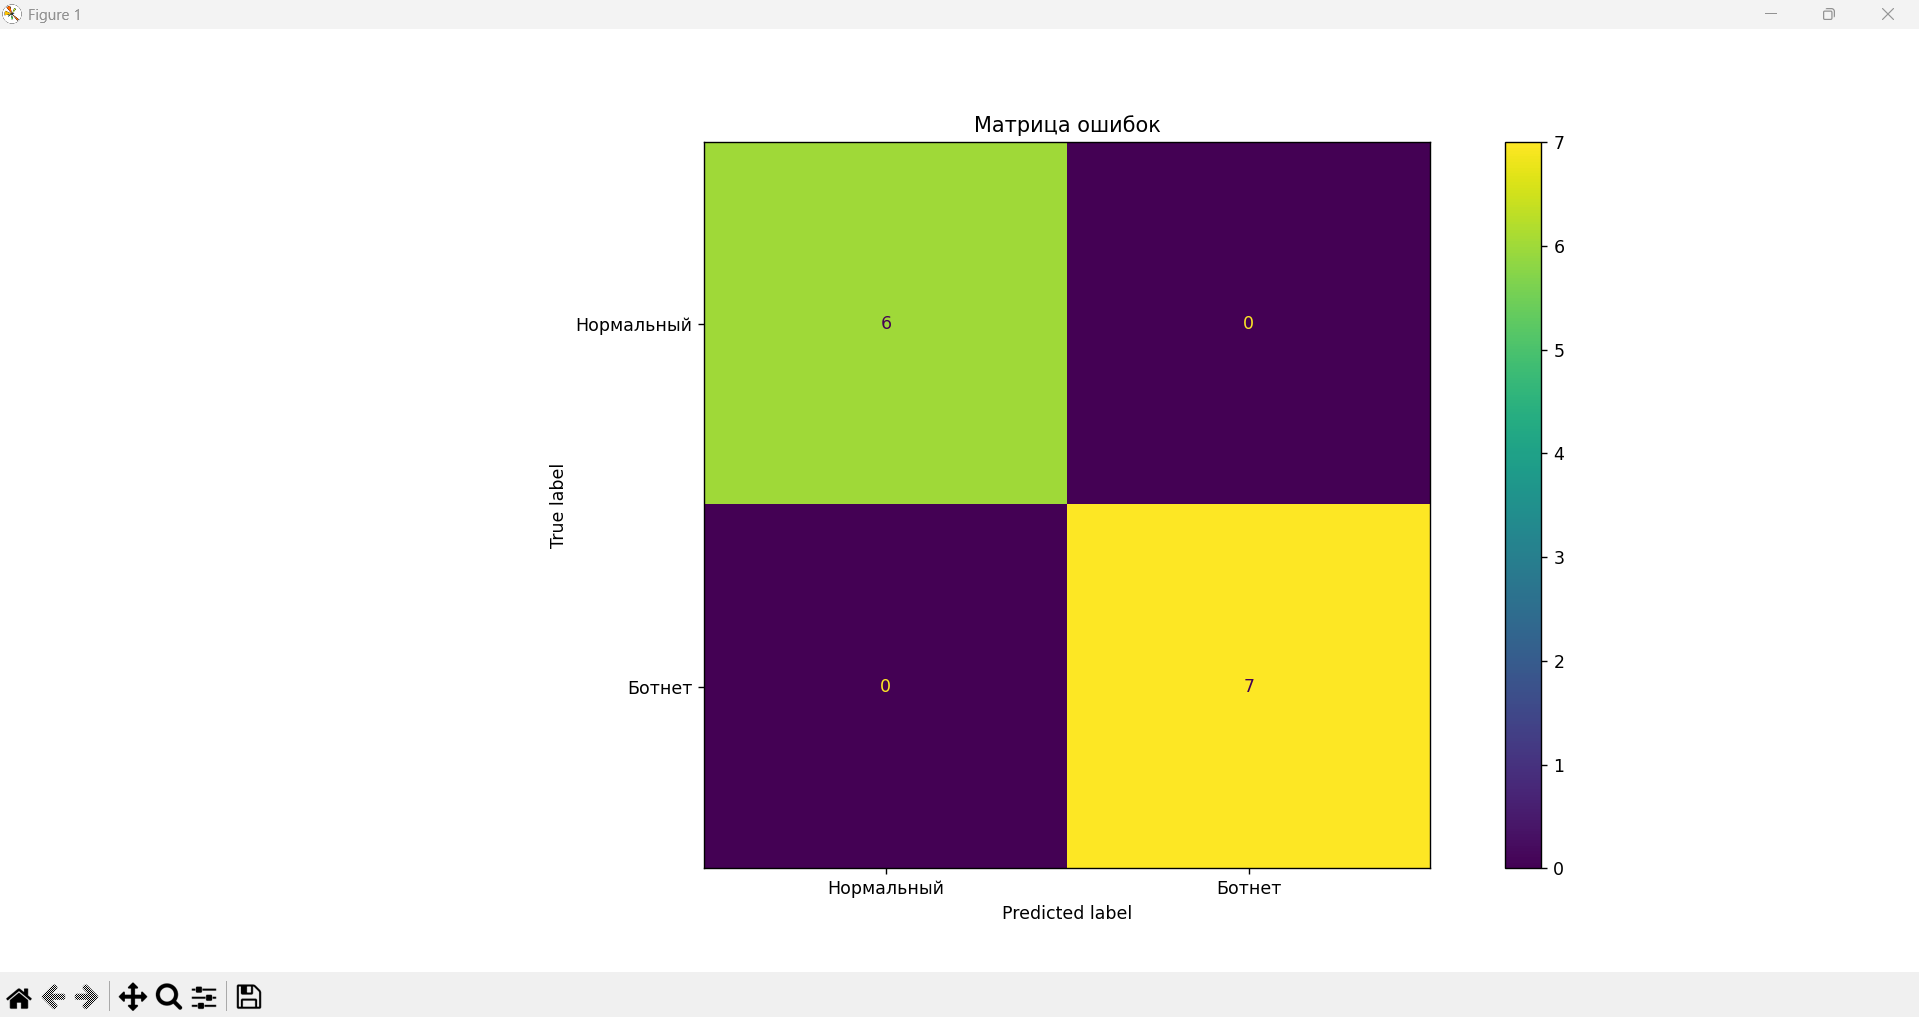 Figure 1
Матрица ошибок
7
6
5
4
3
2
1
0
Нормальный
6
0
True label
Ботнет
0
7
Нормальный
Ботнет
Predicted label